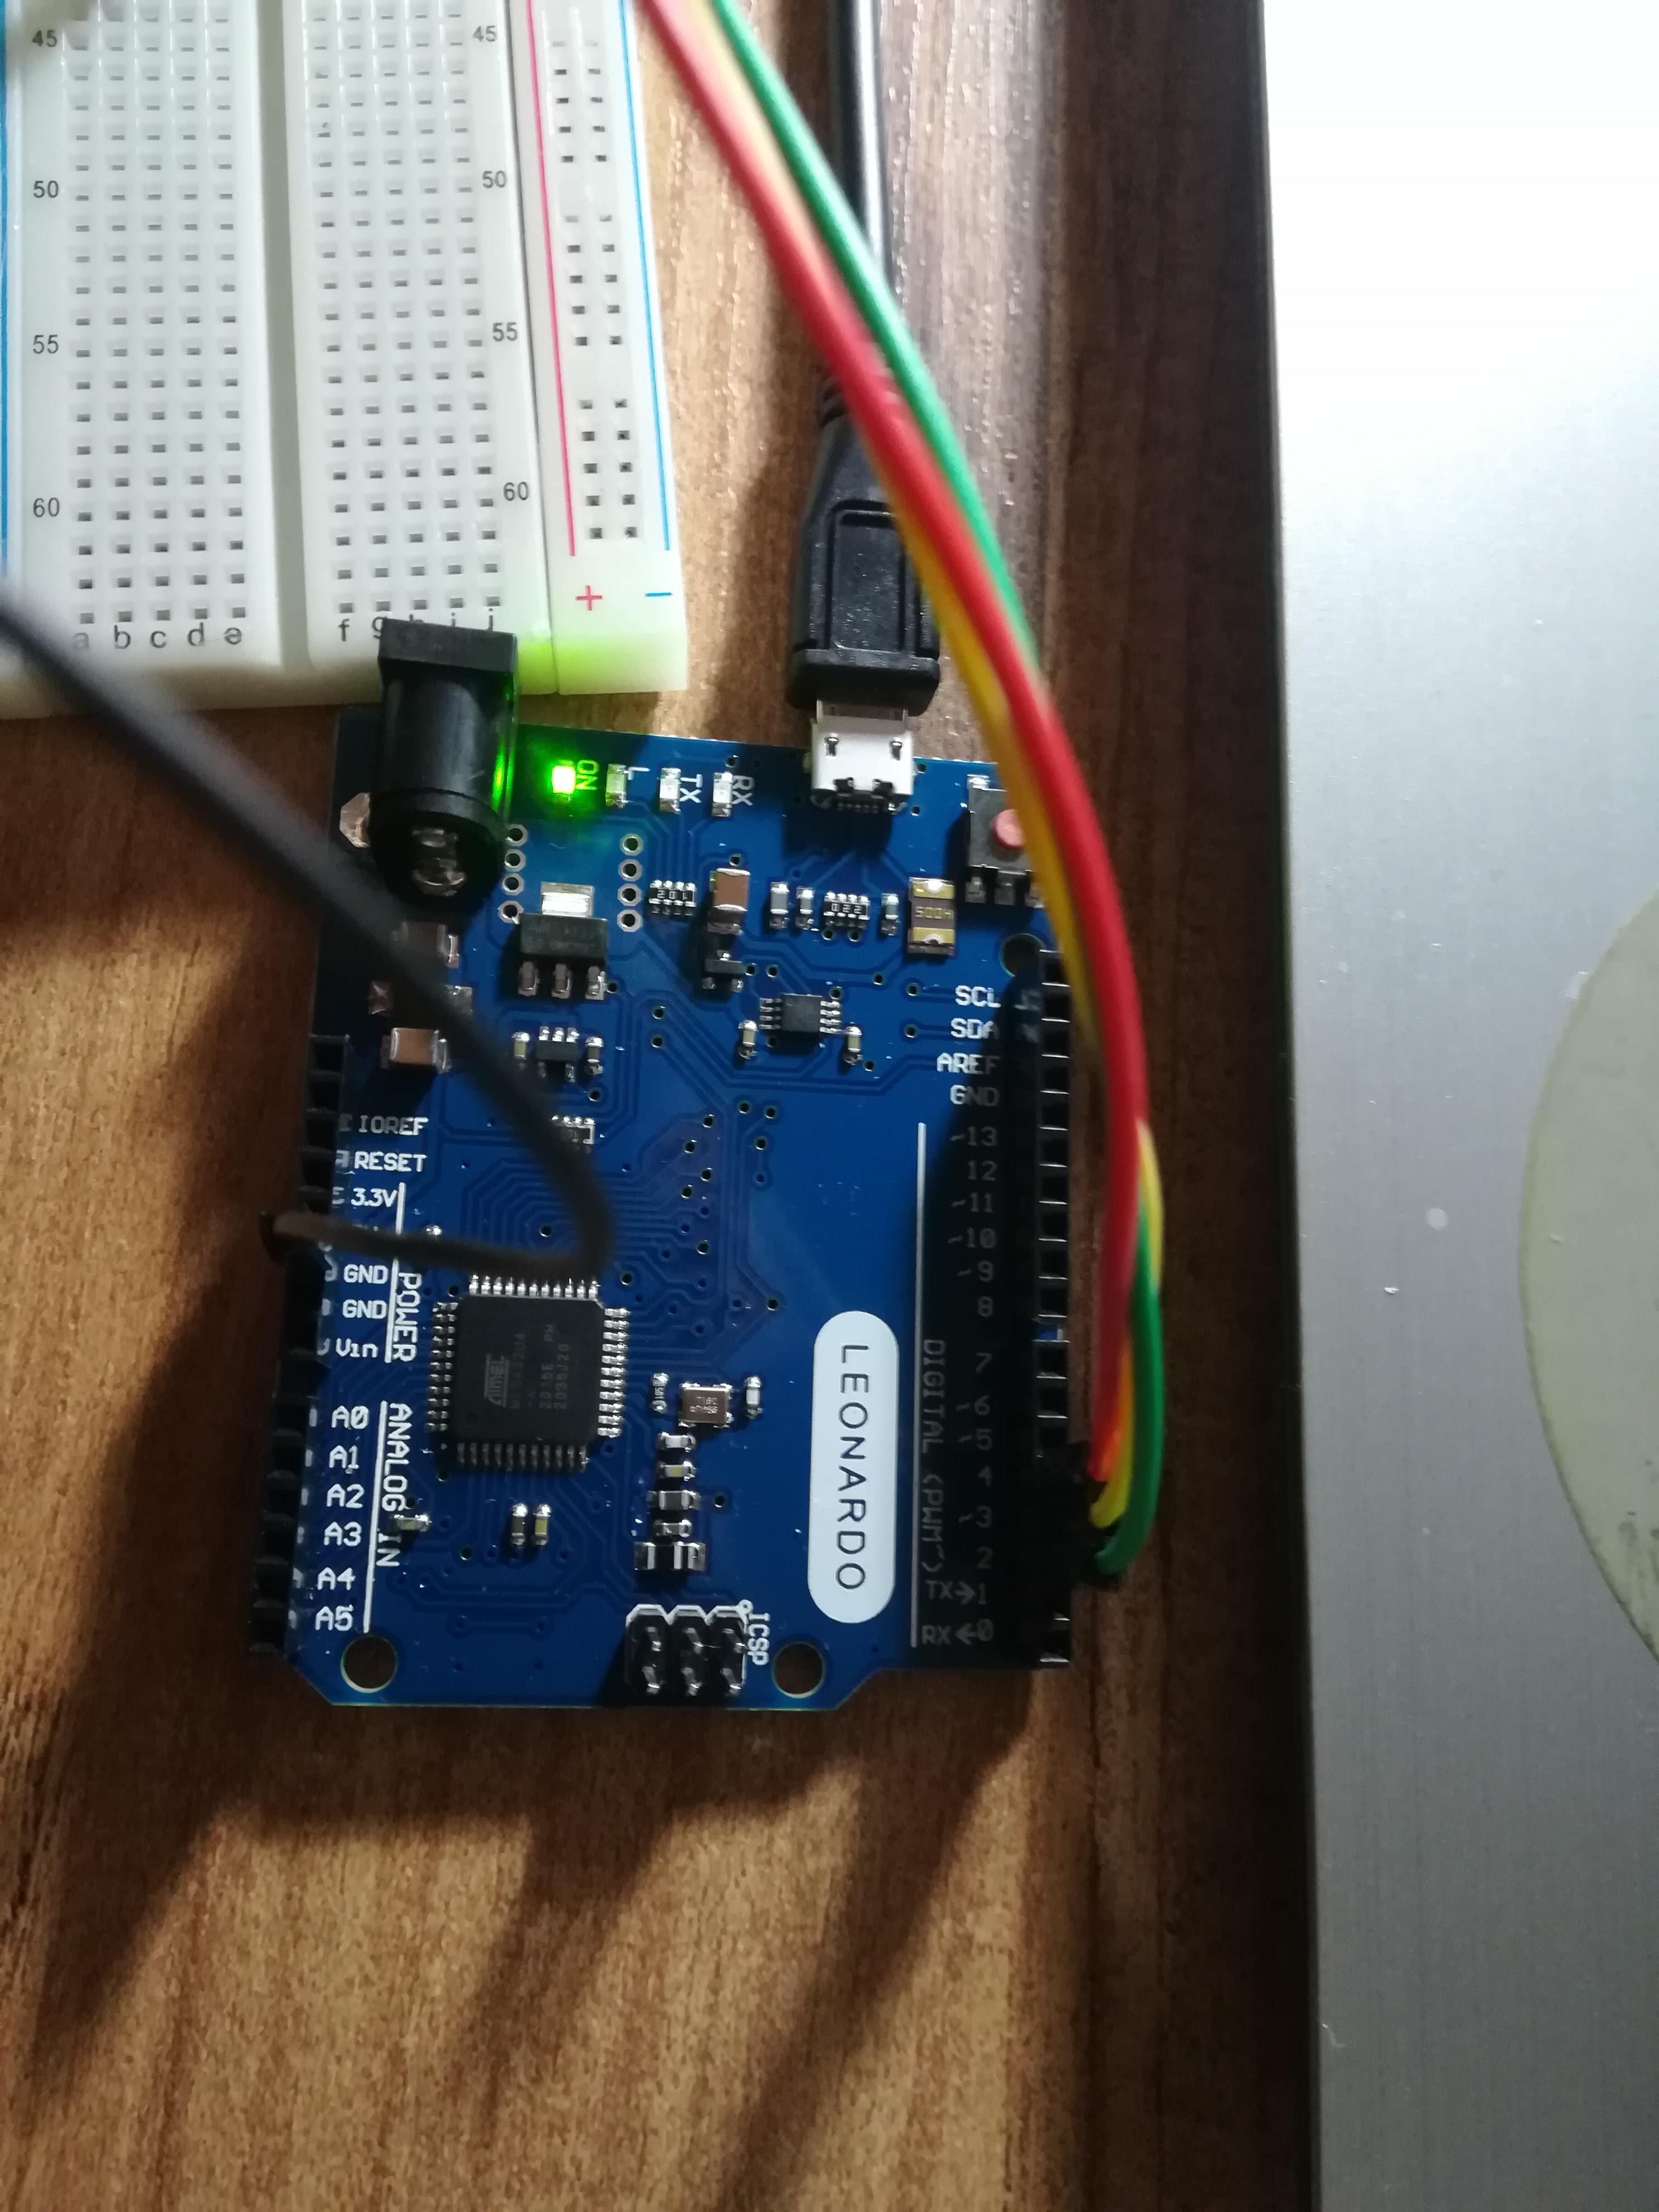 45
45
50
50
55
55
60
60
+
−
a b c d e
f g h i j
ON
L
TX
RX
220
SCL
SDA
AREF
GND
~13
12
~11
~10
~9
8
7
~6
~5
4
~3
2
TX→1
RX←0
DIGITAL (PWM~)
IOREF
RESET
3.3V
GND
GND
Vin
POWER
A0
A1
A2
A3
A4
A5
ANALOG IN
ATMEL
LEONARDO
ICSP